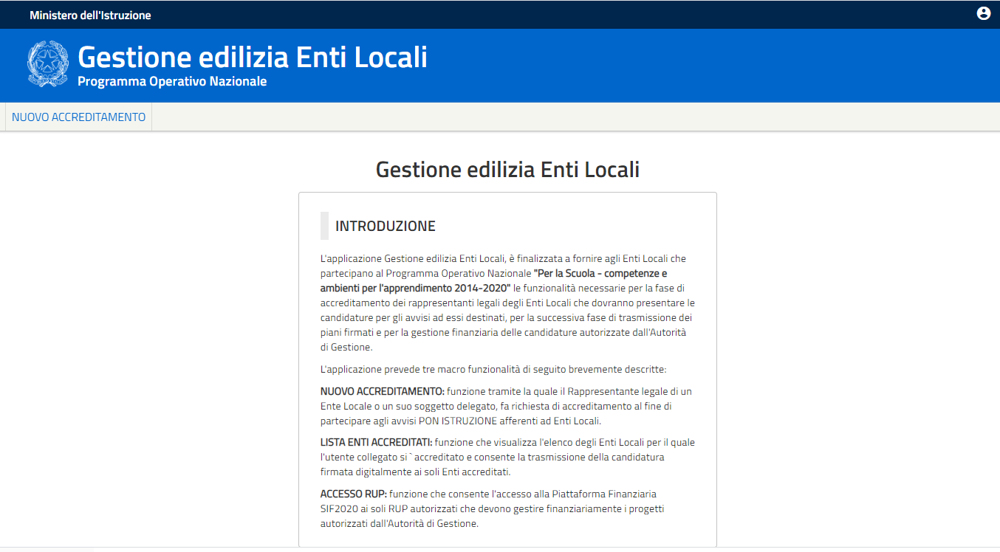 Ministero dell'Istruzione
Gestione edilizia Enti Locali
Programma Operativo Nazionale
NUOVO ACCREDITAMENTO
Gestione edilizia Enti Locali
INTRODUZIONE
L'applicazione Gestione edilizia Enti Locali, è finalizzata a fornire agli Enti Locali che
partecipano al Programma Operativo Nazionale "Per la Scuola - competenze e
ambienti per l'apprendimento 2014-2020" le funzionalità necessarie per la fase di
accreditamento dei rappresentanti legali degli Enti Locali che dovranno presentare le
candidature per gli avvisi ad essi destinati, per la successiva fase di trasmissione dei
piani firmati e per la gestione finanziaria delle candidature autorizzate dall'Autorità
di Gestione.
L'applicazione prevede tre macro funzionalità di seguito brevemente descritte:
NUOVO ACCREDITAMENTO: funzione tramite la quale il Rappresentante legale di un
Ente Locale o un suo soggetto delegato, fa richiesta di accreditamento al fine di
partecipare agli avvisi PON ISTRUZIONE afferenti ad Enti Locali.
LISTA ENTI ACCREDITATI: funzione che visualizza l'elenco degli Enti Locali per il quale
l'utente collegato si ` accreditato e consente la trasmissione della candidatura
firmata digitalmente ai soli Enti accreditati.
ACCESSO RUP: funzione che consente l'accesso alla Piattaforma Finanziaria
SIF2020 ai soli RUP autorizzati che devono gestire finanziariamente i progetti
autorizzati dall'Autorità di Gestione.